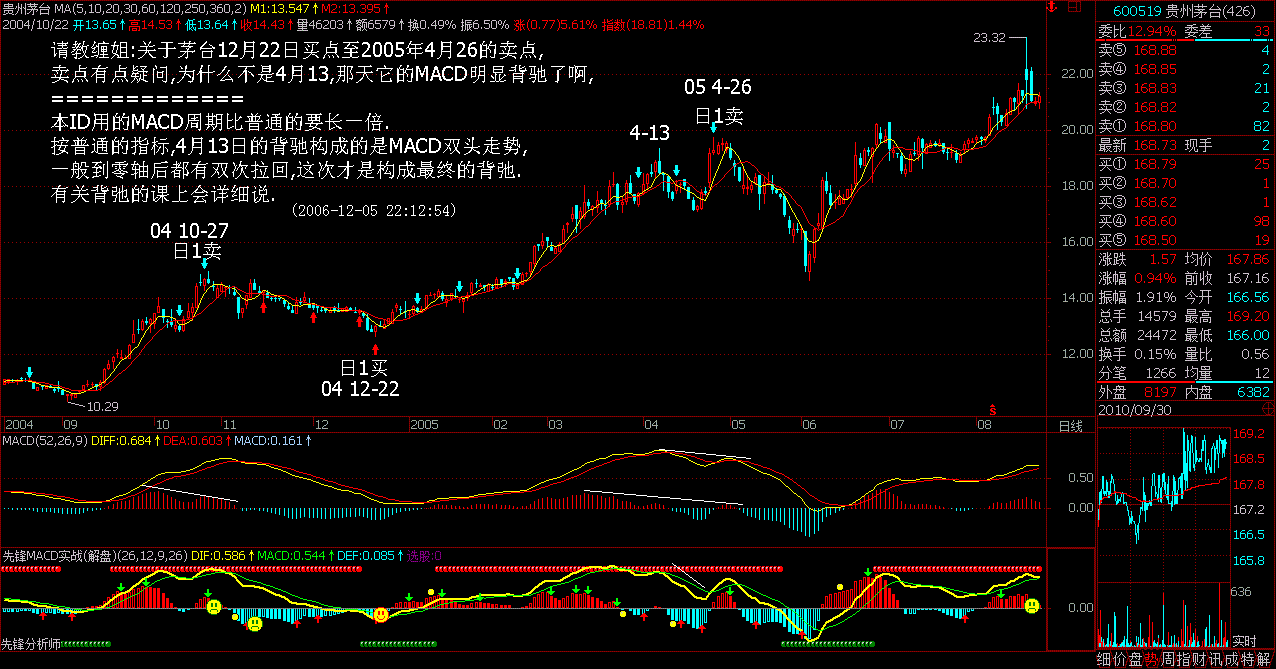 贵州茅台 MA(5,10,20,30,60,120,250,360,2) M1:13.547↑ M2:13.395↑
2004/10/22 开13.65↑ 高14.53↑ 低13.64↑ 收14.43↑ 量46203↑ 额6579↑ 换0.49% 振6.50% 涨(0.77)5.61% 指数(18.81)1.44%
请教缠姐:关于茅台12月22日买点至2005年4月26的卖点,
卖点有点疑问,为什么不是4月13,那天它的MACD明显背驰了啊,
=============
本ID用的MACD周期比普通的要长一倍.
按普通的指标,4月13日的背驰构成的是MACD双头走势,
一般到零轴后都有双次拉回,这次才是构成最终的背弛.
有关背弛的课上会详细说.
(2006-12-05 22:12:54)
23.32
05 4-26
日1卖
4-13
04 10-27
日1卖
日1买
04 12-22
10.29
22.00
20.00
18.00
16.00
14.00
12.00
2004 09 10 11 12 2005 02 03 04 05 06 07 08 日线
MACD(52,26,9) DIFF:0.684↑ DEA:0.603↑ MACD:0.161↑
0.50
0.00
先锋MACD实战(解盘)(26,12,9,26) DIF:0.586↑ MACD:0.544↑ DEF:0.085↑ 选股:0
0.00
先锋分析师
600519 贵州茅台(426)
委比 12.94% 委差 33
卖⑤ 168.88 4
卖④ 168.85 2
卖③ 168.83 21
卖② 168.82 2
卖① 168.80 82
最新 168.73 现手 2
买① 168.79 25
买② 168.70 1
买③ 168.62 1
买④ 168.60 98
买⑤ 168.50 19
涨跌 1.57 均价 167.86
涨幅 0.94% 前收 167.16
振幅 1.91% 今开 166.56
总手 14579 最高 169.20
总额 24472 最低 166.00
换手 0.15% 量比 0.56
分笔 1266 均量 12
外盘 8197 内盘 6382
2010/09/30
169.2
168.5
167.8
167.2
166.5
165.8
636
实时
细价盘势周指财讯成特解